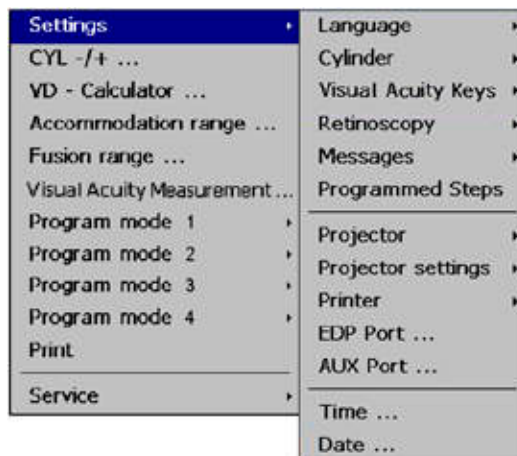 Settings
CYL -/+ ...
VD - Calculator ...
Accommodation range ...
Fusion range ...
Visual Acuity Measurement ...
Program mode 1
Program mode 2
Program mode 3
Program mode 4
Print
Service
Language
Cylinder
Visual Acuity Keys
Retinoscopy
Messages
Programmed Steps
Projector
Projector settings
Printer
EDP Port ...
AUX Port ...
Time ...
Date ...